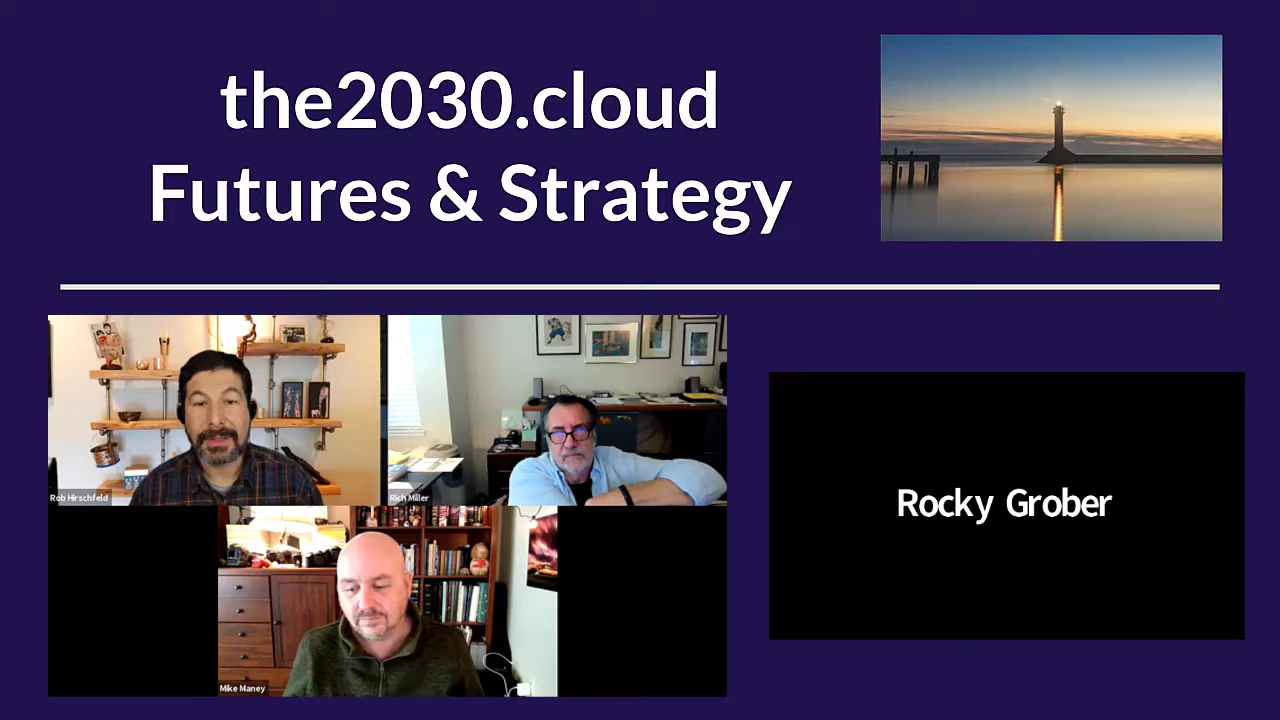 the2030.cloud
Futures & Strategy
Rob Hirschfeld
Rich Miller
Rocky Grober
Mike Maney